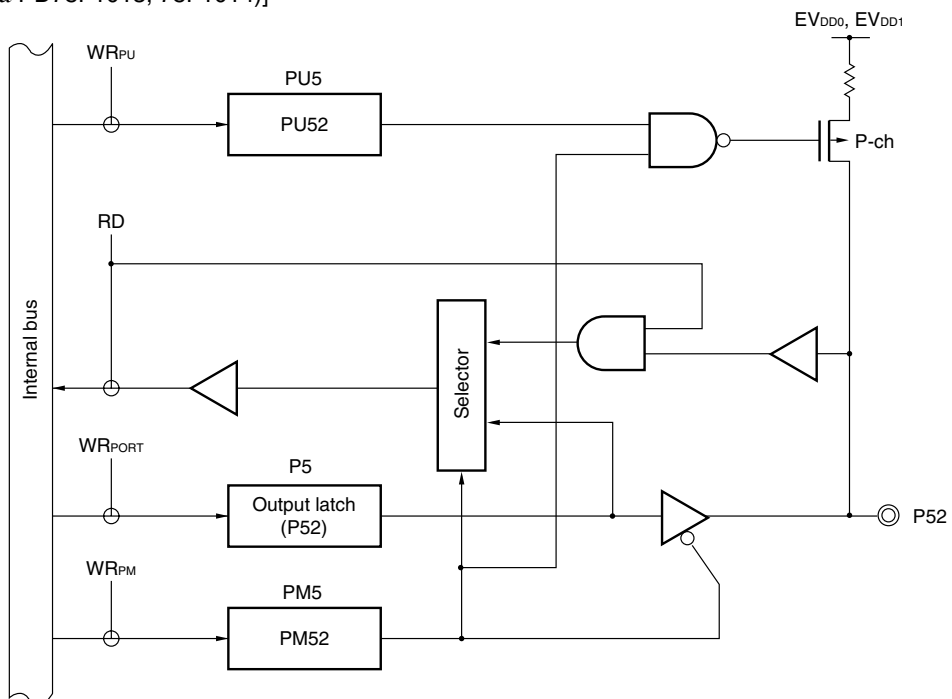 EVDD0, EVDD1
WRPU
PU5
PU52
P-ch
RD
Internal bus
Selector
WRPORT
P5
Output latch
(P52)
P52
WRPM
PM5
PM52